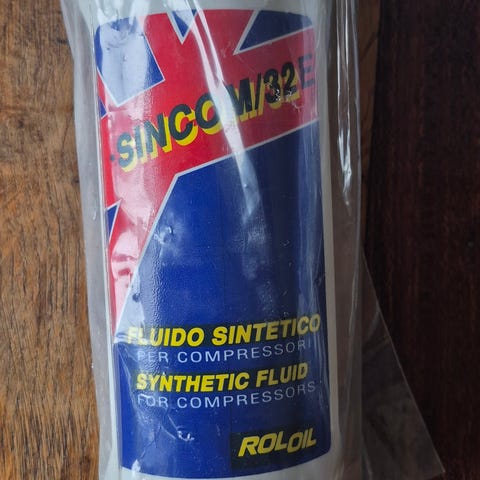 SINCOM/32E
FLUIDO SINTETICO
PER COMPRESSORI
SYNTHETIC FLUID
FOR COMPRESSORS
ROLOIL